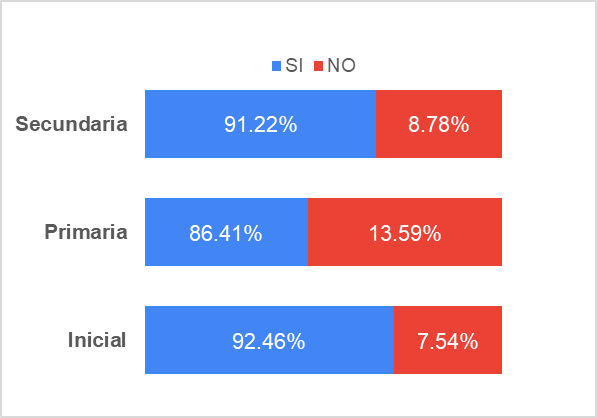 SI NO
Secundaria 91.22% 8.78%
Primaria 86.41% 13.59%
Inicial 92.46% 7.54%